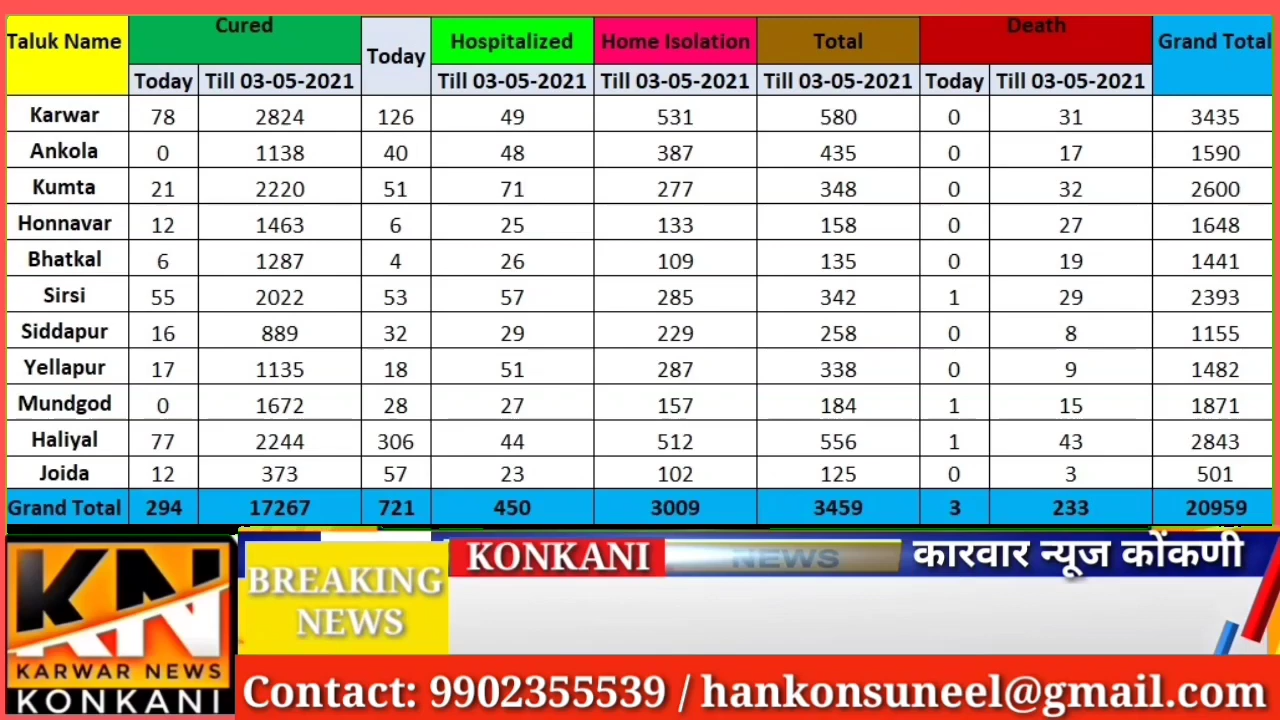 Taluk Name Cured Today Hospitalized Home Isolation Total Death Grand Total
Today Till 03-05-2021 Till 03-05-2021 Till 03-05-2021 Till 03-05-2021 Today Till 03-05-2021
Karwar 78 2824 126 49 531 580 0 31 3435
Ankola 0 1138 40 48 387 435 0 17 1590
Kumta 21 2220 51 71 277 348 0 32 2600
Honnavar 12 1463 6 25 133 158 0 27 1648
Bhatkal 6 1287 4 26 109 135 0 19 1441
Sirsi 55 2022 53 57 285 342 1 29 2393
Siddapur 16 889 32 29 229 258 0 8 1155
Yellapur 17 1135 18 51 287 338 0 9 1482
Mundgod 0 1672 28 27 157 184 1 15 1871
Haliyal 77 2244 306 44 512 556 1 43 2843
Joida 12 373 57 23 102 125 0 3 501
Grand Total 294 17267 721 450 3009 3459 3 233 20959
KONKANI NEWS कारवार न्यूज कोंकणी
BREAKING
NEWS
KN
KARWAR NEWS
KONKANI
Contact: 9902355539 / hankonsuneel@gmail.com